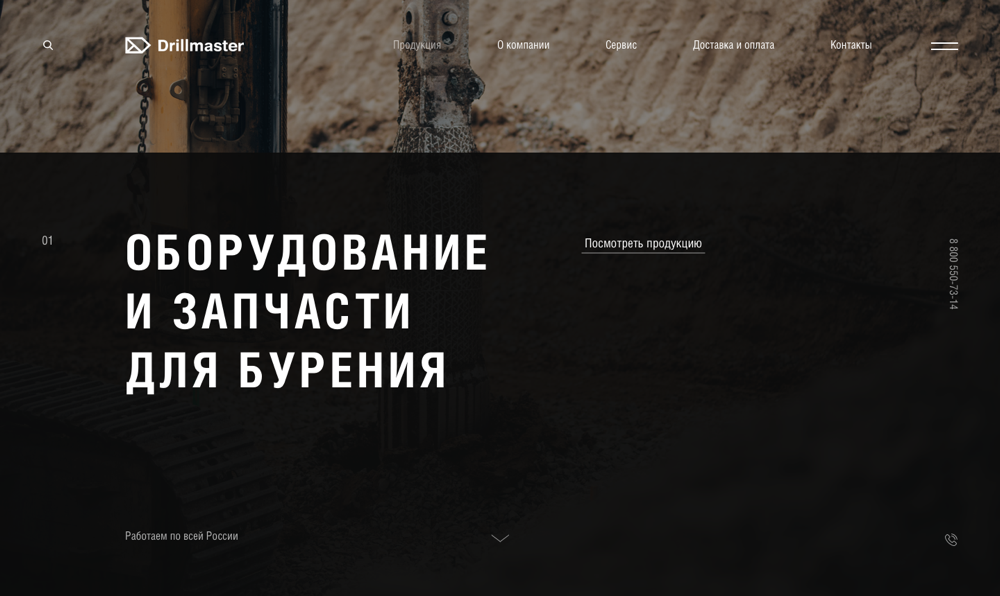 Drillmaster
Продукция
О компании
Сервис
Доставка и оплата
Контакты
01
ОБОРУДОВАНИЕ
И ЗАПЧАСТИ
ДЛЯ БУРЕНИЯ
Посмотреть продукцию
8 800 550-73-14
Работаем по всей России